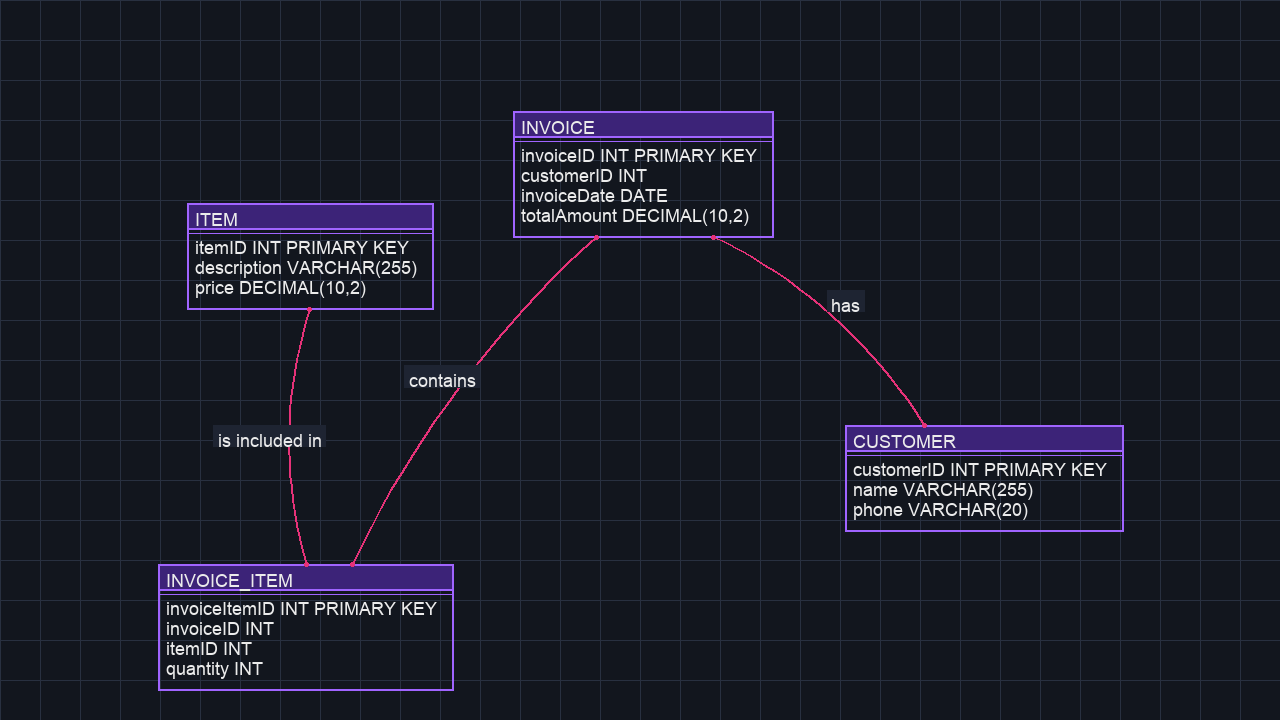 INVOICE
invoiceID INT PRIMARY KEY
customerID INT
invoiceDate DATE
totalAmount DECIMAL(10,2)
ITEM
itemID INT PRIMARY KEY
description VARCHAR(255)
price DECIMAL(10,2)
has
contains
is included in
CUSTOMER
customerID INT PRIMARY KEY
name VARCHAR(255)
phone VARCHAR(20)
INVOICE_ITEM
invoiceItemID INT PRIMARY KEY
invoiceID INT
itemID INT
quantity INT